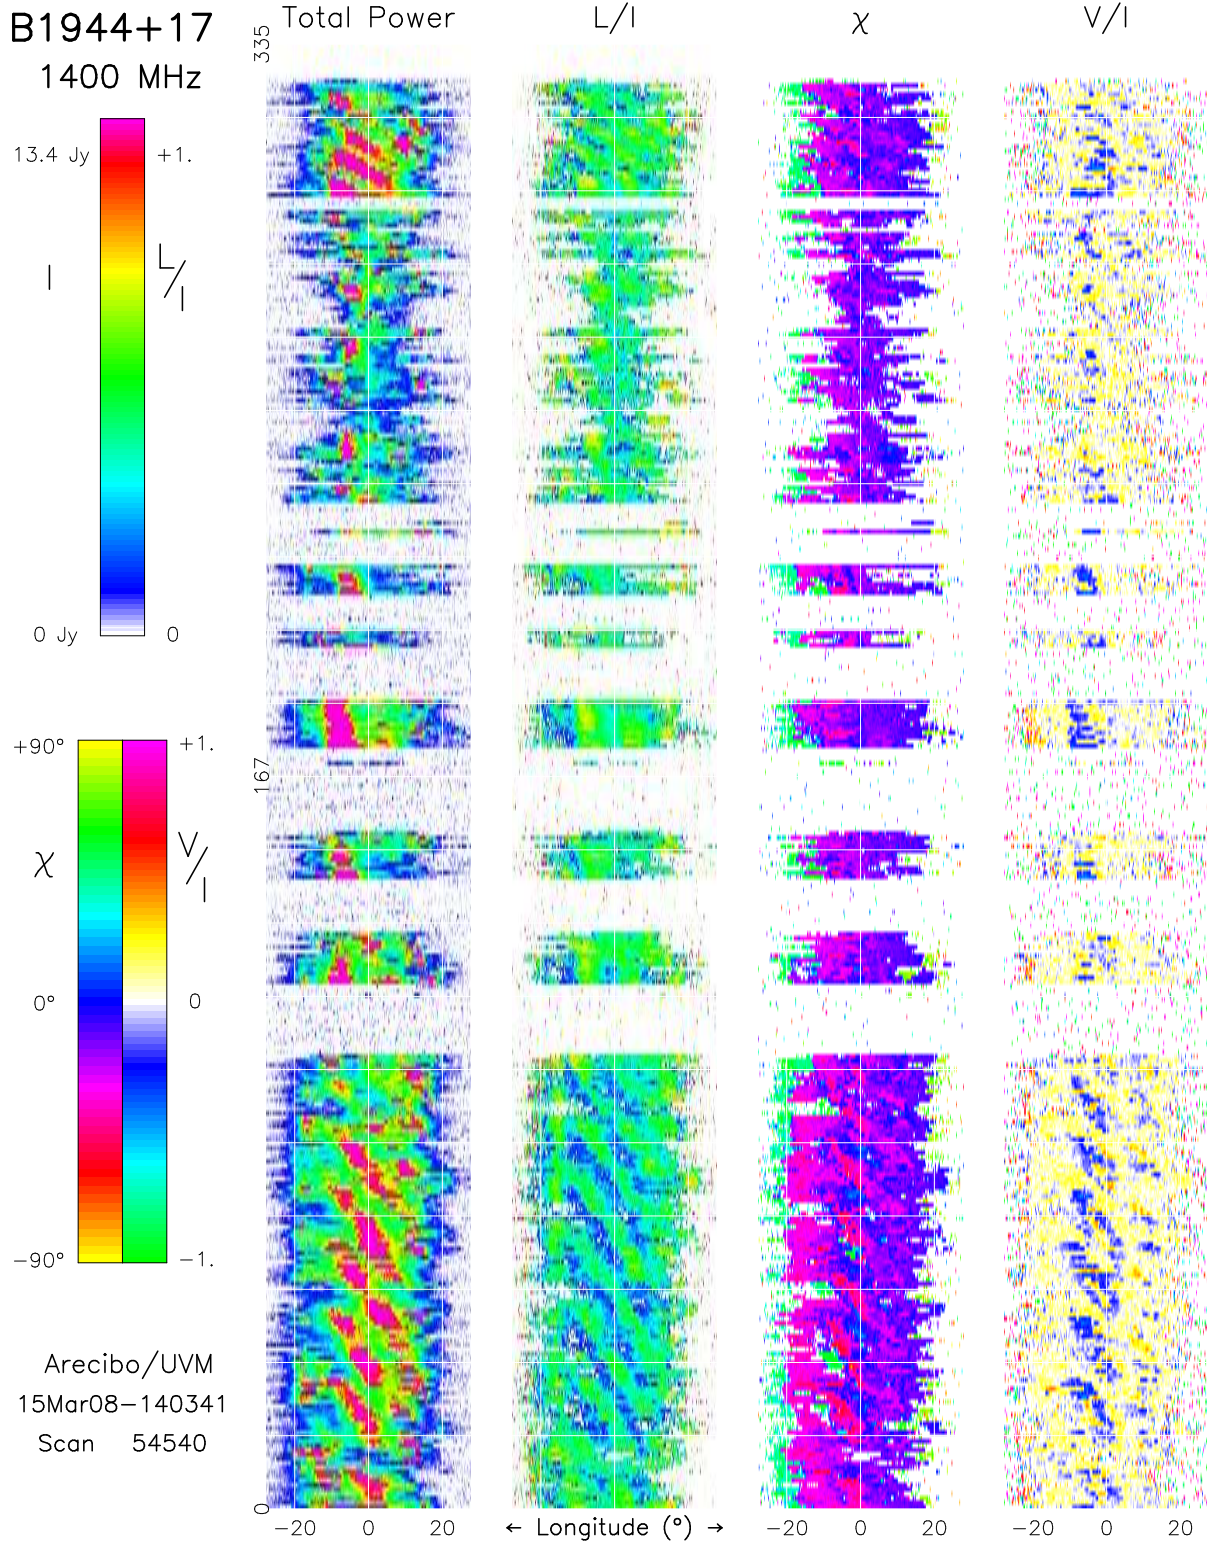 B1944+17
1400 MHz
Total Power
L/I
χ
V/I
335
13.4 Jy
+1.
I
L/I
0 Jy
0
+90°
+1.
167
χ
V/I
0°
0
−90°
−1.
Arecibo/UVM
15Mar08−140341
Scan 54540
0
−20 0 20
← Longitude (°) →
−20 0 20
−20 0 20